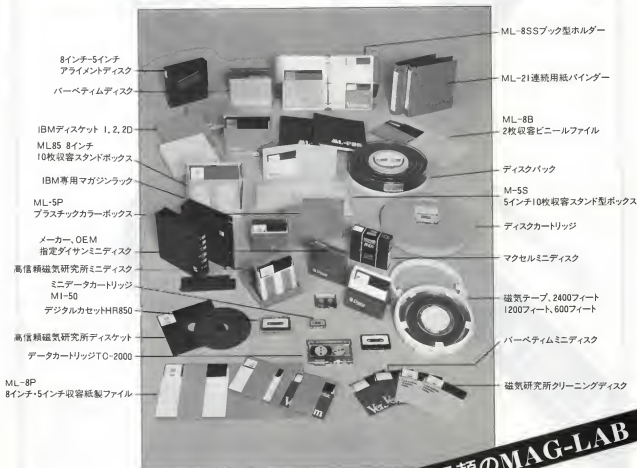 8インチ-5インチ
アライメントディスク
バーベティムディスク
IBMディスケット 1, 2, 2D
ML85 8インチ
10枚収容スタンドボックス
IBM専用マガジンラック
ML-5P
プラスチックカラーボックス
メーカー、OEM
指定ダイサンミニディスク
高信頼磁気研究所ミニディスク
ミニデータカートリッジ
MI-50
デジタルカセットHR850
高信頼磁気研究所ディスケット
データカートリッジTC-2000
ML-8P
8インチ・5インチ収容紙製ファイル
ML-8SSブック型ホルダー
ML-21連続用紙バインダー
ML-8B
2枚収容ビニールファイル
ディスクパック
M-5S
5インチ10枚収容スタンド型ボックス
ディスクカートリッジ
マクセルミニディスク
磁気テープ、2400フィート
1200フィート、600フィート
バーベティムミニディスク
磁気研究所クリーニングディスク
頼のMAG-LAB